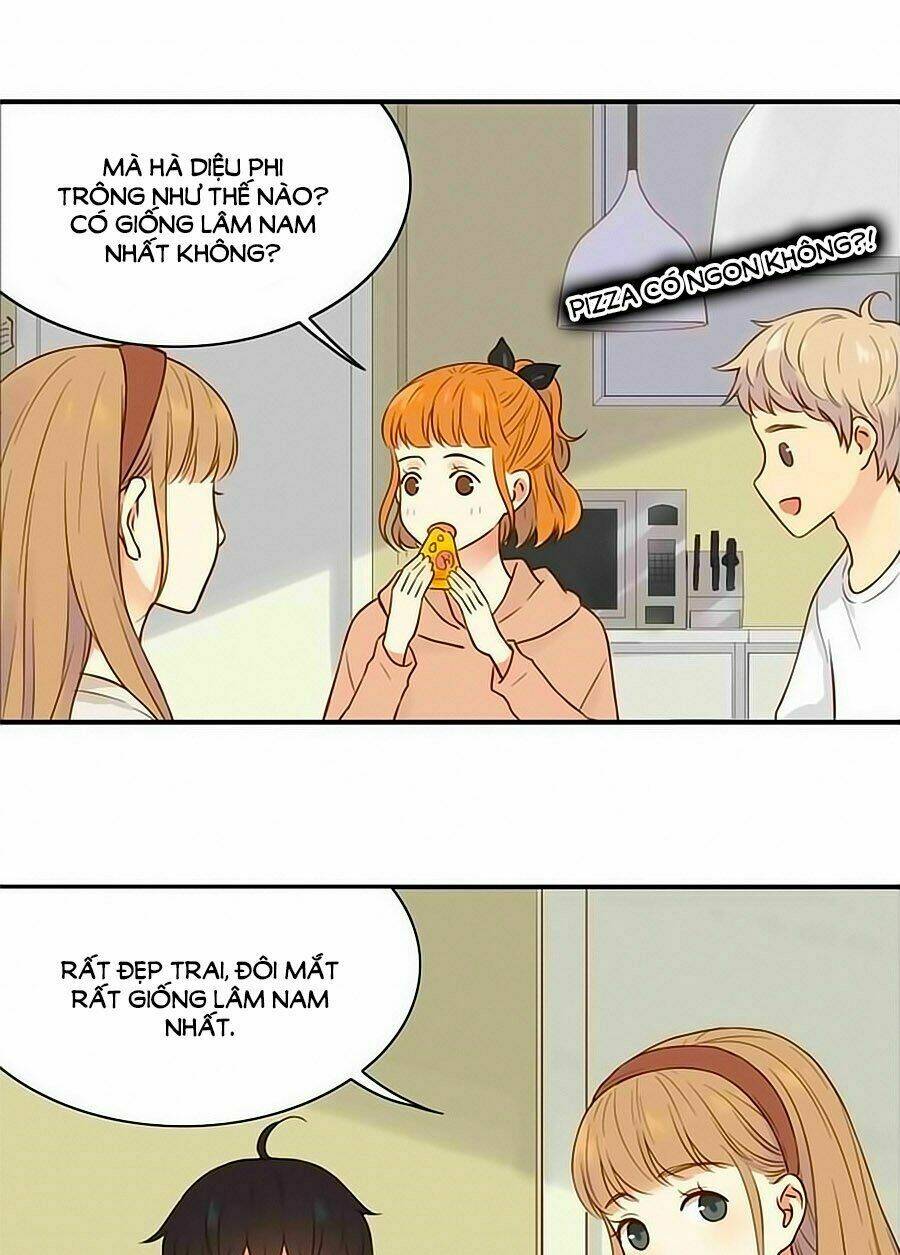 MÀ HÀ DIỆU PHI
TRÔNG NHƯ THẾ NÀO?
CÓ GIỐNG LÂM NAM
NHẤT KHÔNG?
PIZZA CÓ NGON KHÔNG?!
RẤT ĐẸP TRAI, ĐÔI MẮT
RẤT GIỐNG LÂM NAM
NHẤT.